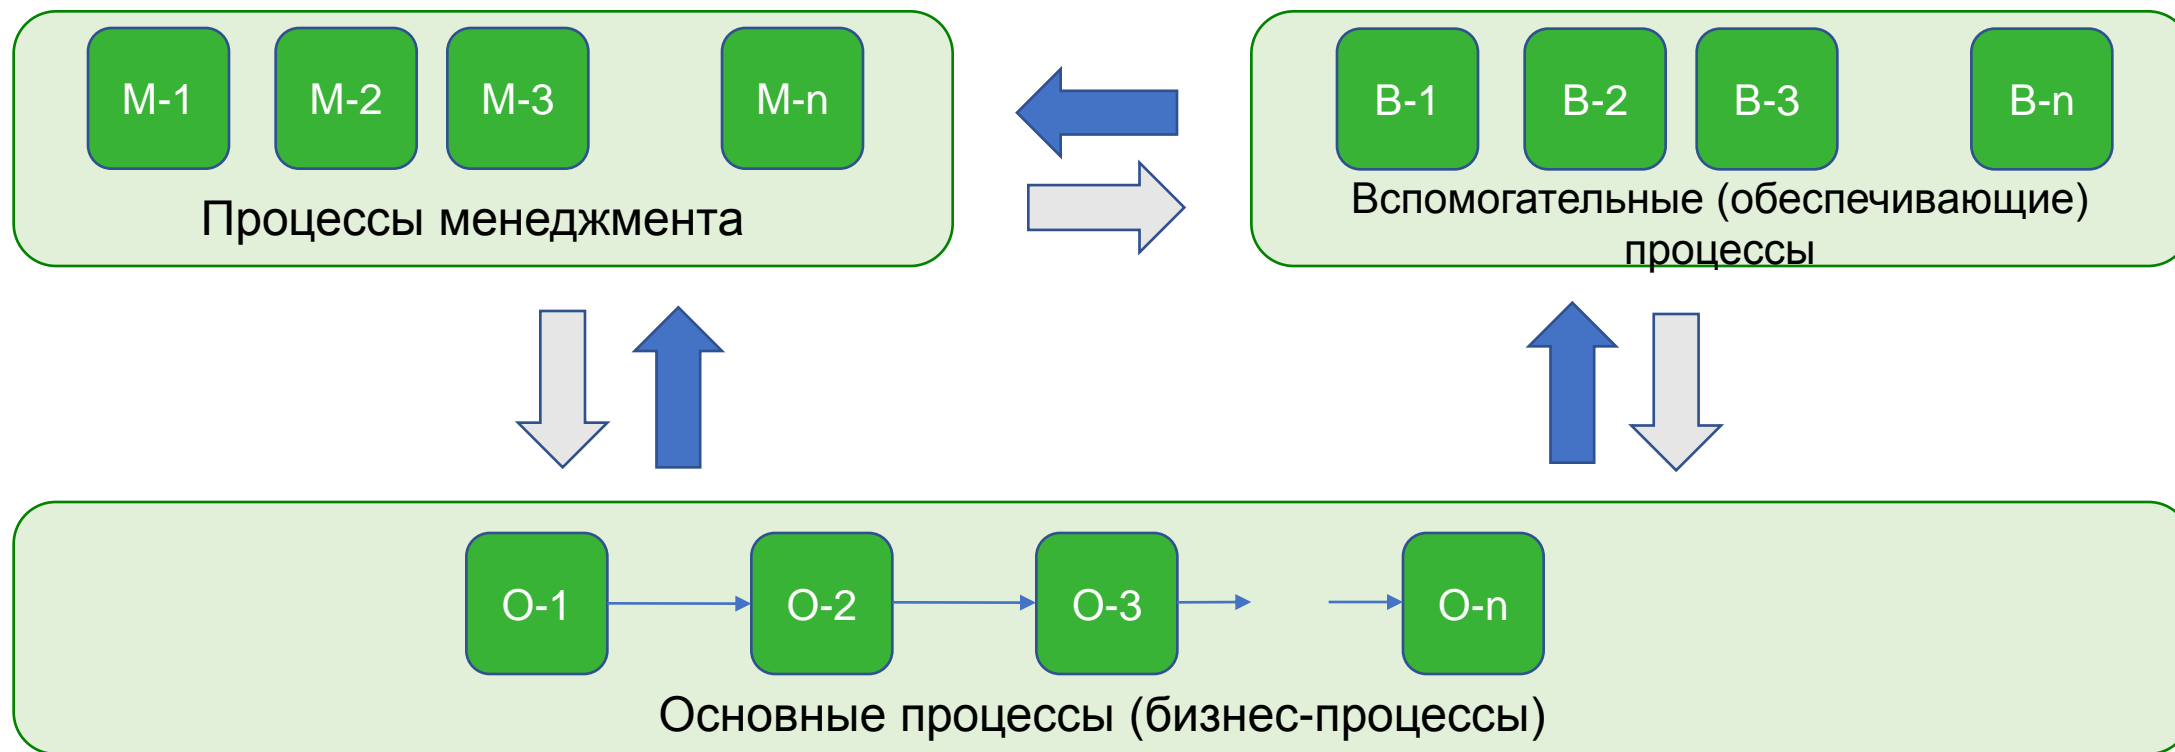 М-1
М-2
М-3
М-n
Процессы менеджмента
В-1
В-2
В-3
В-n
Вспомогательные (обеспечивающие)
процессы
О-1
О-2
О-3
О-n
Основные процессы (бизнес-процессы)